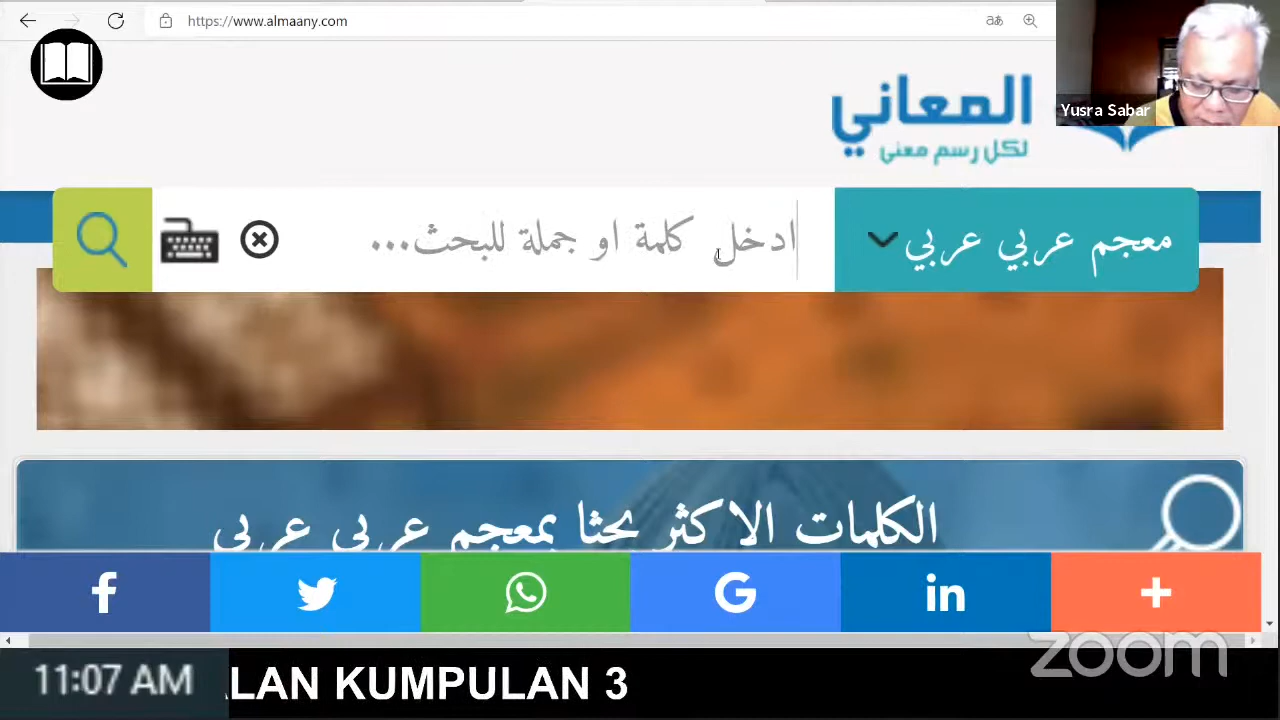 https://www.almaany.com
Yusra Sabar
المعاني
لكل رسم معنى
معجم عربي عربي
ادخل كلمة او جملة للبحث...
الكلمات الاكثر بحثا بمعجم عربي عربي
zoom
11:07 AM
LAN KUMPULAN 3